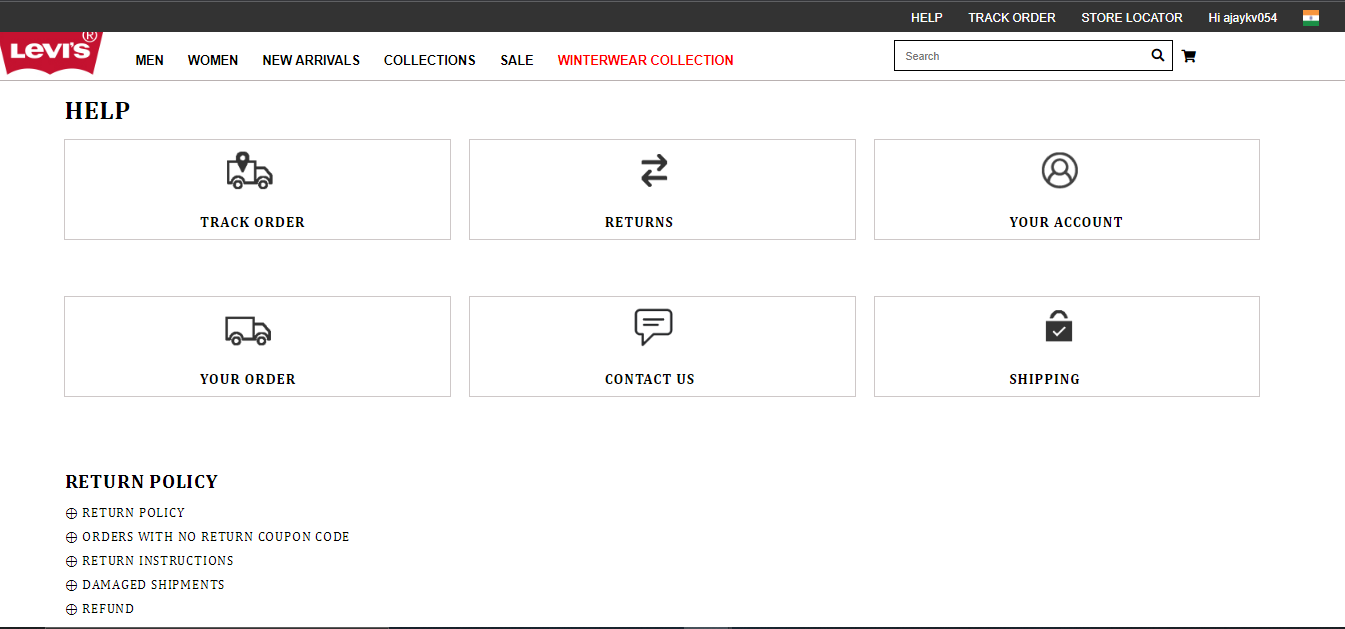 HELP TRACK ORDER STORE LOCATOR Hi ajaykv054
LEVI'S ®
MEN WOMEN NEW ARRIVALS COLLECTIONS SALE WINTERWEAR COLLECTION Search
HELP
TRACK ORDER RETURNS YOUR ACCOUNT
YOUR ORDER CONTACT US SHIPPING
RETURN POLICY
RETURN POLICY
ORDERS WITH NO RETURN COUPON CODE
RETURN INSTRUCTIONS
DAMAGED SHIPMENTS
REFUND